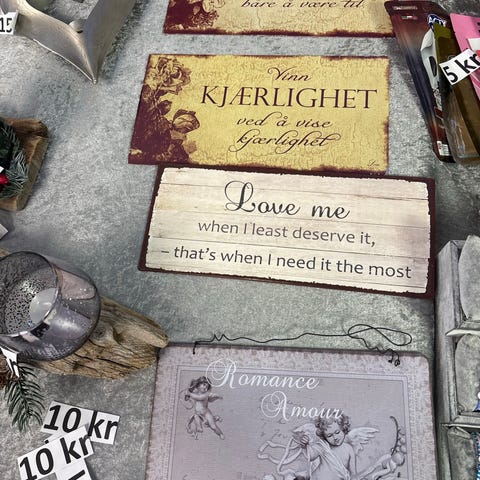 bare å være til.
15
Vinn
KJÆRLIGHET
ved å vise
kjærlighet
5 kr
Love me
when I least deserve it,
– that's when I need it the most
Romance
Amour
10 kr
10 kr